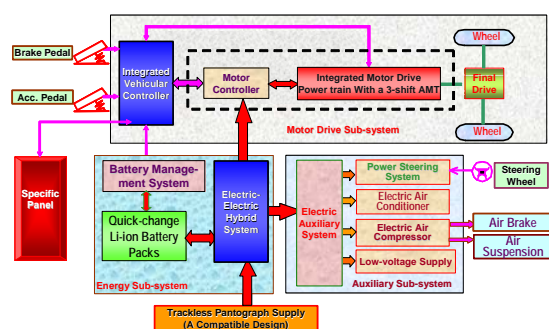 Brake Pedal
Acc. Pedal
Integrated
Vehicular
Controller
Motor
Controller
Integrated Motor Drive
Power train With a 3-shift AMT
Wheel
Final
Drive
Wheel
Motor Drive Sub-system
Specific
Panel
Battery Manage-
ment System
Quick-change
Li-ion Battery
Packs
Electric-
Electric
Hybrid
System
Energy Sub-system
Electric
Auxiliary
System
Power Steering
System
Electric Air
Conditioner
Electric Air
Compressor
Low-voltage Supply
Auxiliary Sub-system
Steering
Wheel
Air Brake
Air
Suspension
Trackless Pantograph Supply
(A Compatible Design)